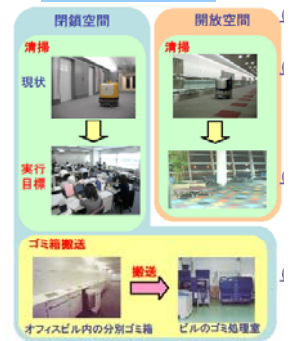 閉鎖空間
清掃
現状
実行
目標
開放空間
清掃
ゴミ箱搬送
搬送
オフィスビル内の分別ゴミ箱
ビルのゴミ処理室